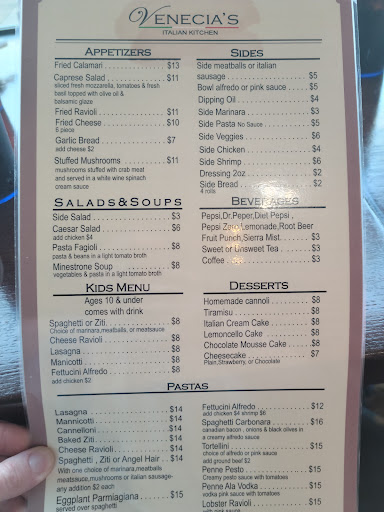 VENECIA'S
ITALIAN KITCHEN
APPETIZERS
Fried Calamari . . . . . . . . . . . . . . $13
Caprese Salad . . . . . . . . . . . . . . $11
sliced fresh mozzarella, tomatoes & fresh
basil topped with olive oil &
balsamic glaze
Fried Ravioli . . . . . . . . . . . . . . . . $11
Fried Cheese . . . . . . . . . . . . . . . $10
6 piece
Garlic Bread . . . . . . . . . . . . . . . $7
add cheese $2
Stuffed Mushrooms . . . . . . . . . $11
mushrooms stuffed with crab meat
and served in a white wine spinach
cream sauce
SALADS&SOUPS
Side Salad . . . . . . . . . . . . . . . . . $3
Caesar Salad . . . . . . . . . . . . . . $6
add chicken $4
Pasta Fagioli . . . . . . . . . . . . . . . $8
pasta & beans in a light tomato broth
Minestrone Soup . . . . . . . . . . $8
vegetables & pasta in a light tomato broth
KIDS MENU
Ages 10 & under
comes with drink
Spaghetti or Ziti. . . . . . . . . . . . . $8
Choice of marinara,meatballs, or meatsauce
Cheese Ravioli. . . . . . . . . . . . . $8
Lasagna . . . . . . . . . . . . . . . . . $8
Manicotti . . . . . . . . . . . . . . . . $8
Fettucini Alfredo . . . . . . . . . . . $8
add chicken $2
SIDES
Side meatballs or italian
sausage . . . . . . . . . . . . . . . . . . $5
Bowl alfredo or pink sauce . . . . . $5
Dipping Oil . . . . . . . . . . . . . . . . $4
Side Marinara . . . . . . . . . . . . . . $3
Side Pasta No Sauce . . . . . . . . . $5
Side Veggies . . . . . . . . . . . . . . $6
Side Chicken . . . . . . . . . . . . . . $4
Side Shrimp . . . . . . . . . . . . . . . $6
Dressing 2oz . . . . . . . . . . . . . . $2
Side Bread . . . . . . . . . . . . . . . . $2
4 rolls
BEVERAGES
Pepsi,Dr.Peper,Diet Pepsi ,
Pepsi Zero,Lemonade,Root Beer
Fruit Punch,Sierra Mist. . . . . . . . $3
Sweet or Unsweet Tea . . . . . . . $3
Coffee . . . . . . . . . . . . . . . . . . $3
DESSERTS
Homemade cannoli . . . . . . . . . . $8
Tiramisu . . . . . . . . . . . . . . . . . . $8
Italian Cream Cake . . . . . . . . . . $8
Lemoncello Cake . . . . . . . . . . . $8
Chocolate Mousse Cake . . . . . . $8
Cheesecake . . . . . . . . . . . . . . . $7
Plain,Strawberry, or Chocolate
PASTAS
Lasagna . . . . . . . . . . . . . . . . . . $14
Mannicotti . . . . . . . . . . . . . . . . $14
Cannelloni . . . . . . . . . . . . . . . . $14
Baked Ziti . . . . . . . . . . . . . . . . $14
Cheese Ravioli . . . . . . . . . . . . . $14
Spaghetti , Ziti or Angel Hair . . . $14
With one choice of marinara,meatballs
meatsauce,mushrooms or italian sausage-
any addition $2 each
Eggplant Parmiagiana . . . . . . . . $15
served over spaghetti
Fettucini Alfredo . . . . . . . . . . . . $12
add chicken $4 shrimp $6
Spaghetti Carbonara . . . . . . . . . $16
canadian bacon , onions & black olives in
a creamy alfredo sauce
Tortellini . . . . . . . . . . . . . . . . . . $15
choice of alfredo or pink sauce
add ground beef $2
Penne Pesto . . . . . . . . . . . . . . $15
Creamy pesto sauce with tomatoes
Penne Ala Vodka . . . . . . . . . . . $15
vodka pink sauce with tomatoes
Lobster Ravioli . . . . . . . . . . . . . $15